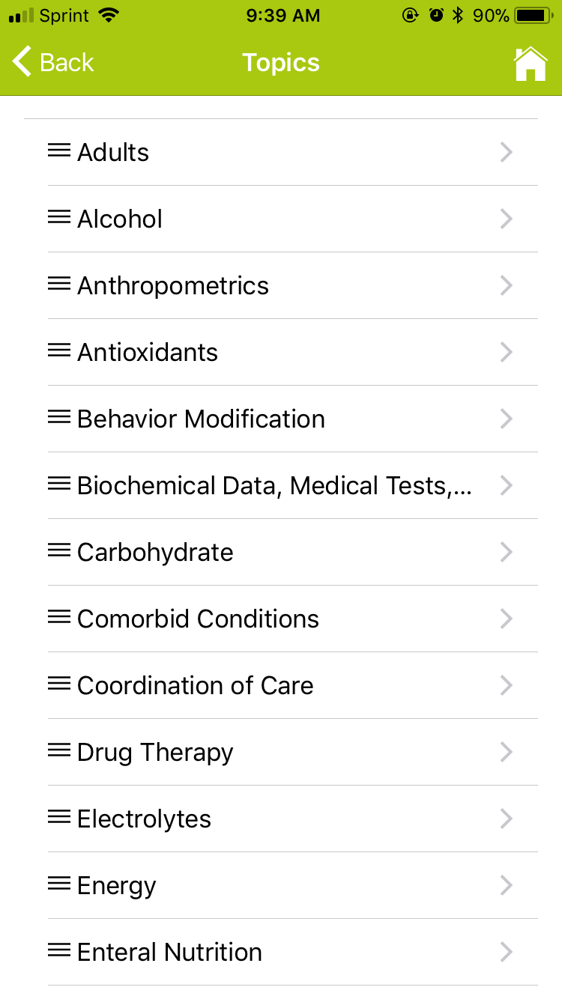 Sprint 9:39 AM 90%
Back Topics
Adults
Alcohol
Anthropometrics
Antioxidants
Behavior Modification
Biochemical Data, Medical Tests,...
Carbohydrate
Comorbid Conditions
Coordination of Care
Drug Therapy
Electrolytes
Energy
Enteral Nutrition